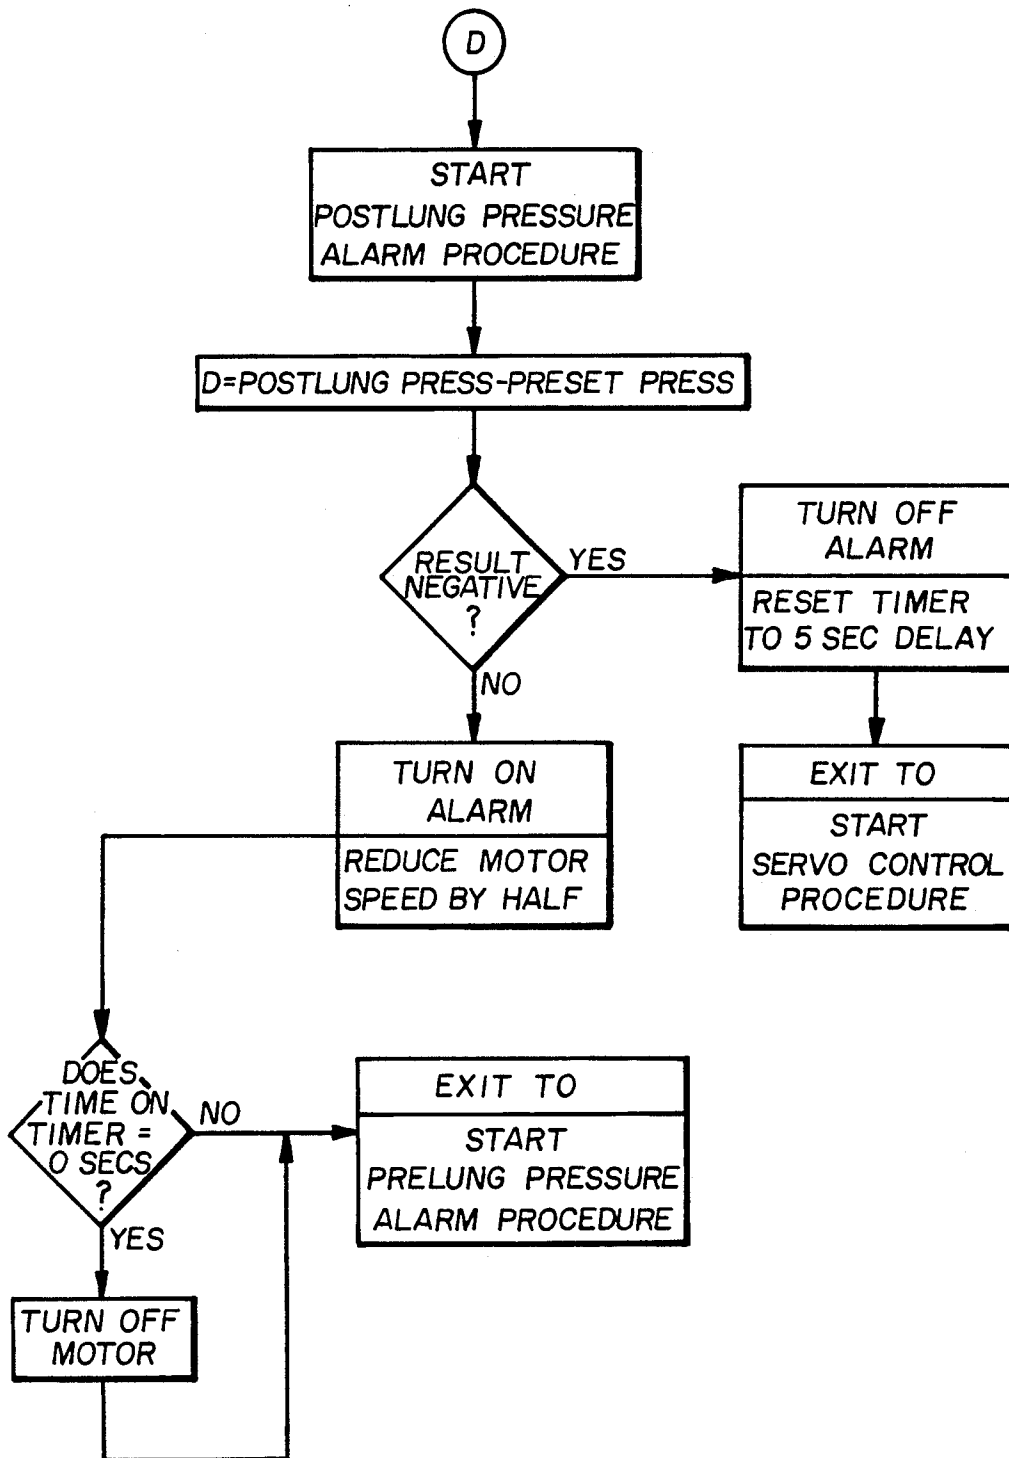 D
START
POSTLUNG PRESSURE
ALARM PROCEDURE
D=POSTLUNG PRESS-PRESET PRESS
RESULT
NEGATIVE
?
YES
TURN OFF
ALARM
RESET TIMER
TO 5 SEC DELAY
NO
TURN ON
ALARM
REDUCE MOTOR
SPEED BY HALF
EXIT TO
START
SERVO CONTROL
PROCEDURE
DOES
TIME ON
TIMER =
0 SECS
?
NO
EXIT TO
START
PRELUNG PRESSURE
ALARM PROCEDURE
YES
TURN OFF
MOTOR